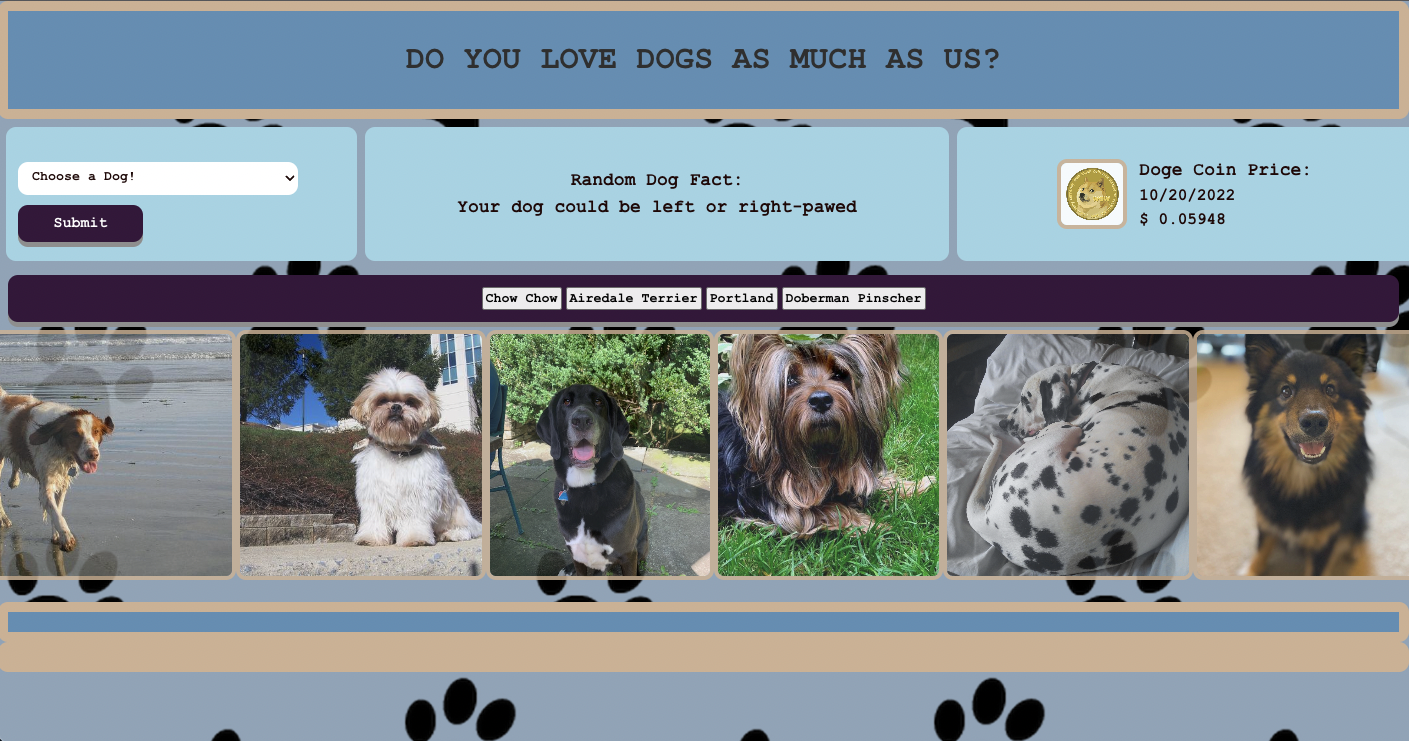 DO YOU LOVE DOGS AS MUCH AS US?
Choose a Dog!
Submit
Random Dog Fact:
Your dog could be left or right-pawed
Doge Coin Price:
10/20/2022
$ 0.05948
Chow Chow
Airedale Terrier
Portland
Doberman Pinscher